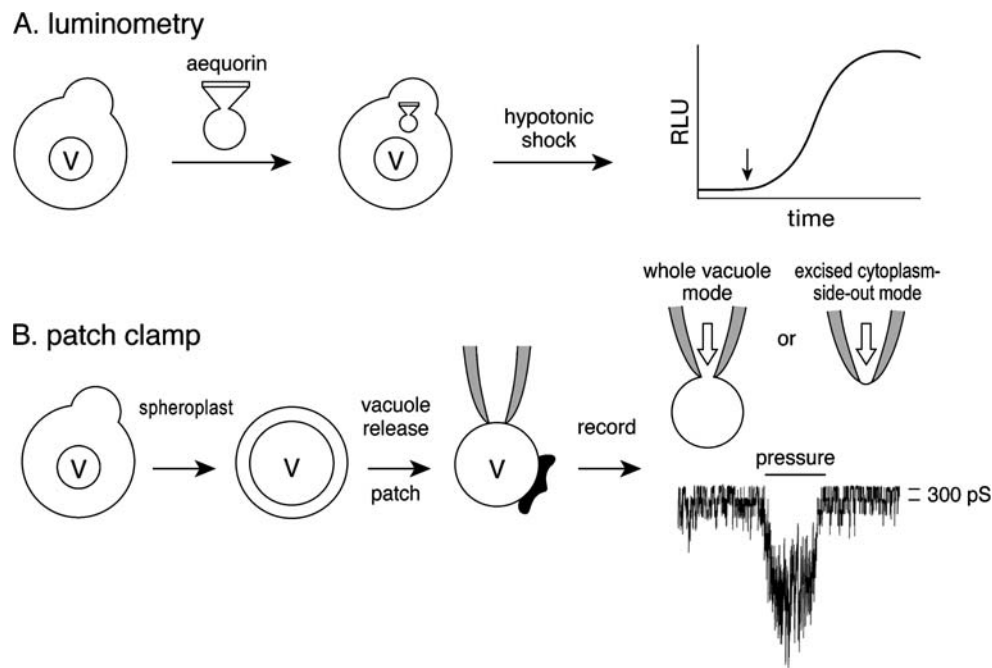 A. luminometry
aequorin
V
V
hypotonic
shock
RLU
time
B. patch clamp
V
spheroplast
V
vacuole
release
patch
V
record
whole vacuole
mode
or
excised cytoplasm-
side-out mode
pressure
300 pS